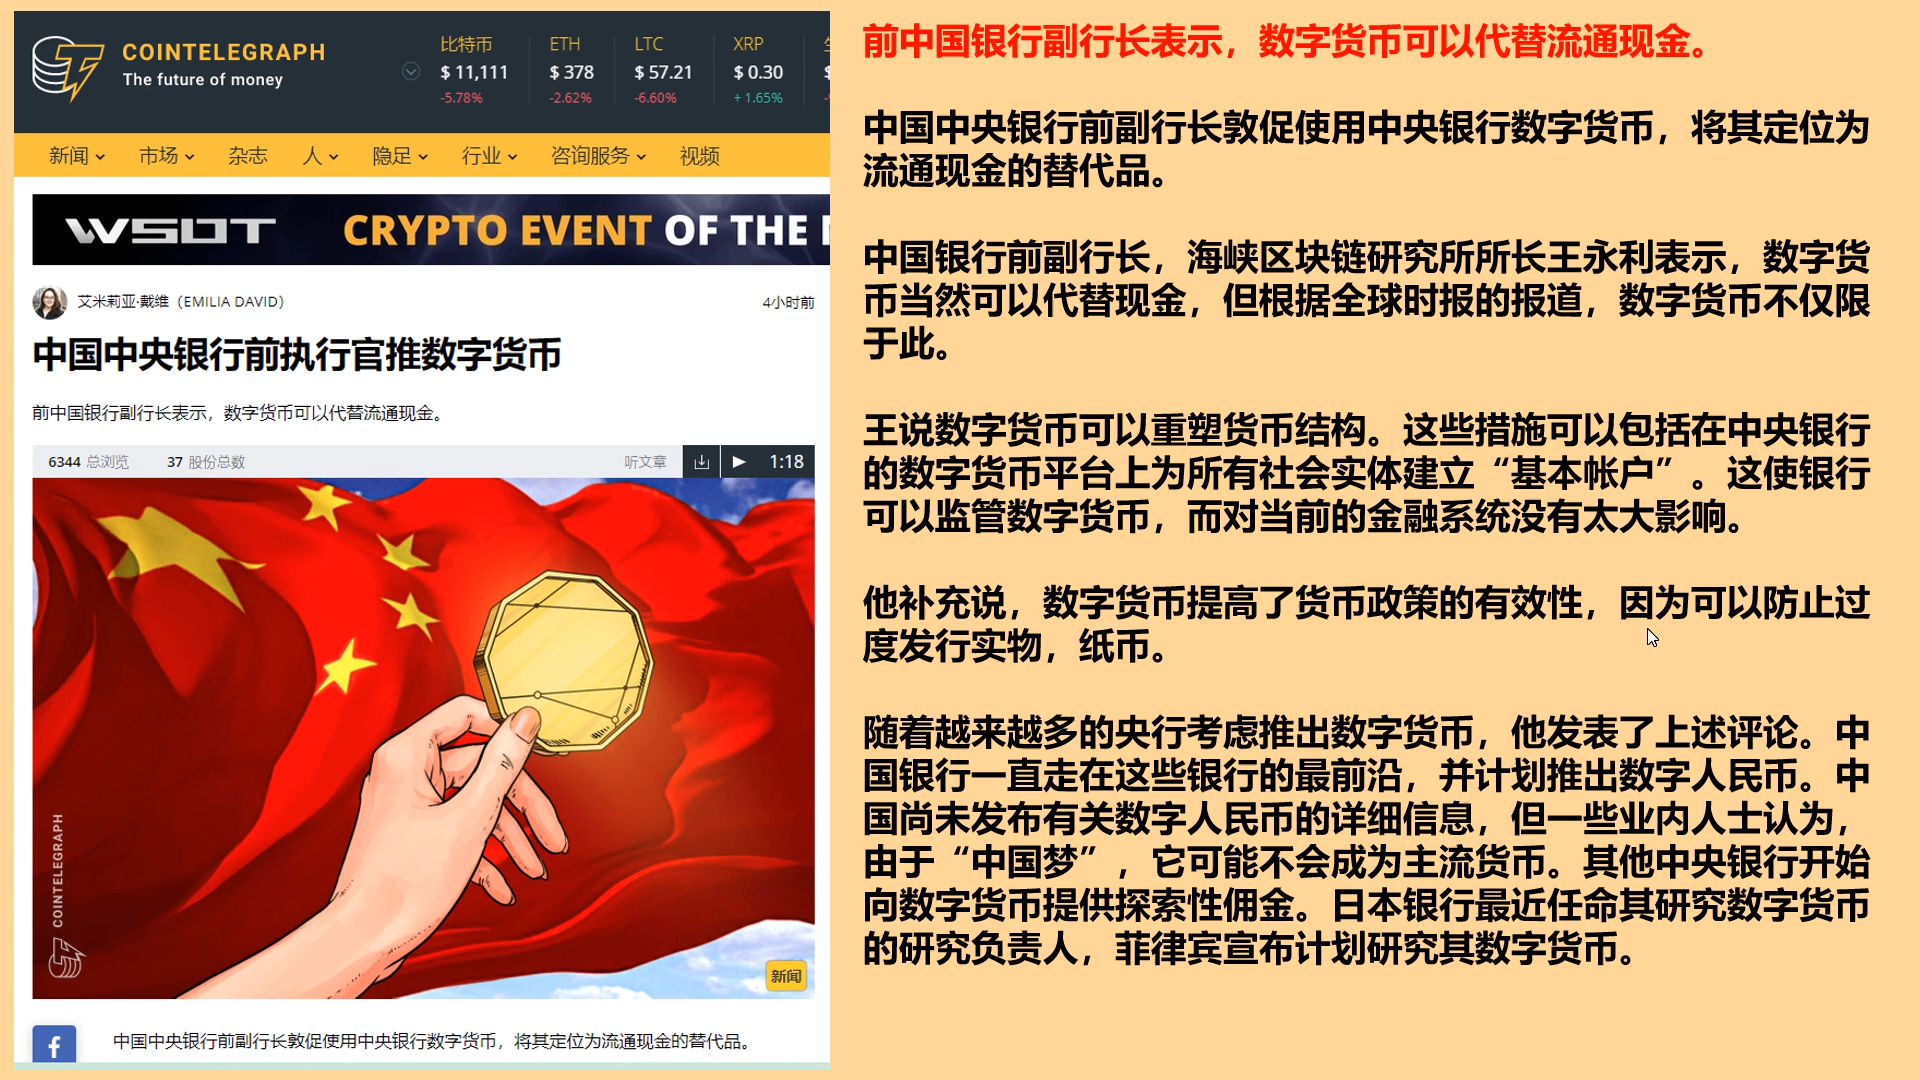 COINTELEGRAPH
The future of money
比特币 ETH LTC XRP
$ 11,111 $ 378 $ 57.21 $ 0.30
-5.78% -2.62% -6.60% + 1.65%
新闻 市场 杂志 人 隐足 行业 咨询服务 视频
WSOT CRYPTO EVENT OF THE
艾米莉亚·戴维（EMILIA DAVID） 4小时前
中国中央银行前执行官推数字货币
前中国银行副行长表示，数字货币可以代替流通现金。
6344 总浏览 37 股份总数 听文章 1:18
COINTELEGRAPH
新闻
f 中国中央银行前副行长敦促使用中央银行数字货币，将其定位为流通现金的替代品。
前中国银行副行长表示，数字货币可以代替流通现金。
中国中央银行前副行长敦促使用中央银行数字货币，将其定位为
流通现金的替代品。
中国银行前副行长，海峡区块链研究所所长王永利表示，数字货
币当然可以代替现金，但根据全球时报的报道，数字货币不仅限
于此。
王说数字货币可以重塑货币结构。这些措施可以包括在中央银行
的数字货币平台上为所有社会实体建立“基本帐户”。这使银行
可以监管数字货币，而对当前的金融系统没有太大影响。
他补充说，数字货币提高了货币政策的有效性，因为可以防止过
度发行实物，纸币。
随着越来越多的央行考虑推出数字货币，他发表了上述评论。中
国银行一直走在这些银行的最前沿，并计划推出数字人民币。中
国尚未发布有关数字人民币的详细信息，但一些业内人士认为，
由于“中国梦”，它可能不会成为主流货币。其他中央银行开始
向数字货币提供探索性佣金。日本银行最近任命其研究数字货币
的研究负责人，菲律宾宣布计划研究其数字货币。